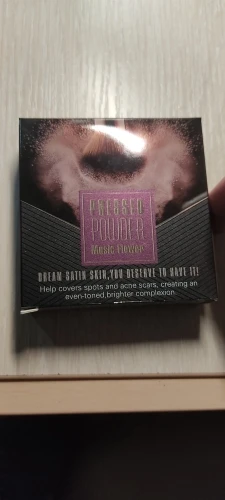 PRESSED
POWDER
Music Flower
DREAM SATIN SKIN,YOU DESERVE TO HAVE IT!
Help covers spots and acne scars, creating an
even-toned,brighter complexion.